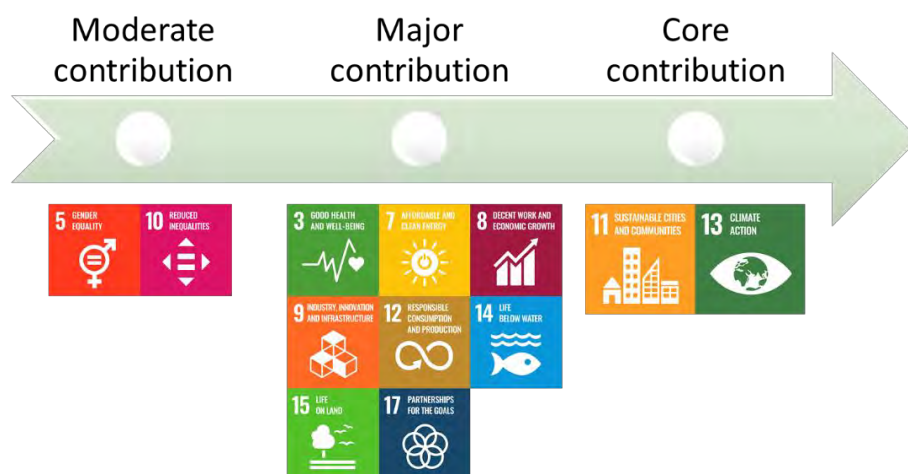 Moderate
contribution
Major
contribution
Core
contribution
5 GENDER
EQUALITY
10 REDUCED
INEQUALITIES
3 GOOD HEALTH
AND WELL-BEING
7 AFFORDABLE AND
CLEAN ENERGY
8 DECENT WORK AND
ECONOMIC GROWTH
9 INDUSTRY, INNOVATION
AND INFRASTRUCTURE
12 RESPONSIBLE
CONSUMPTION
AND PRODUCTION
14 LIFE
BELOW WATER
15 LIFE
ON LAND
17 PARTNERSHIPS
FOR THE GOALS
11 SUSTAINABLE CITIES
AND COMMUNITIES
13 CLIMATE
ACTION